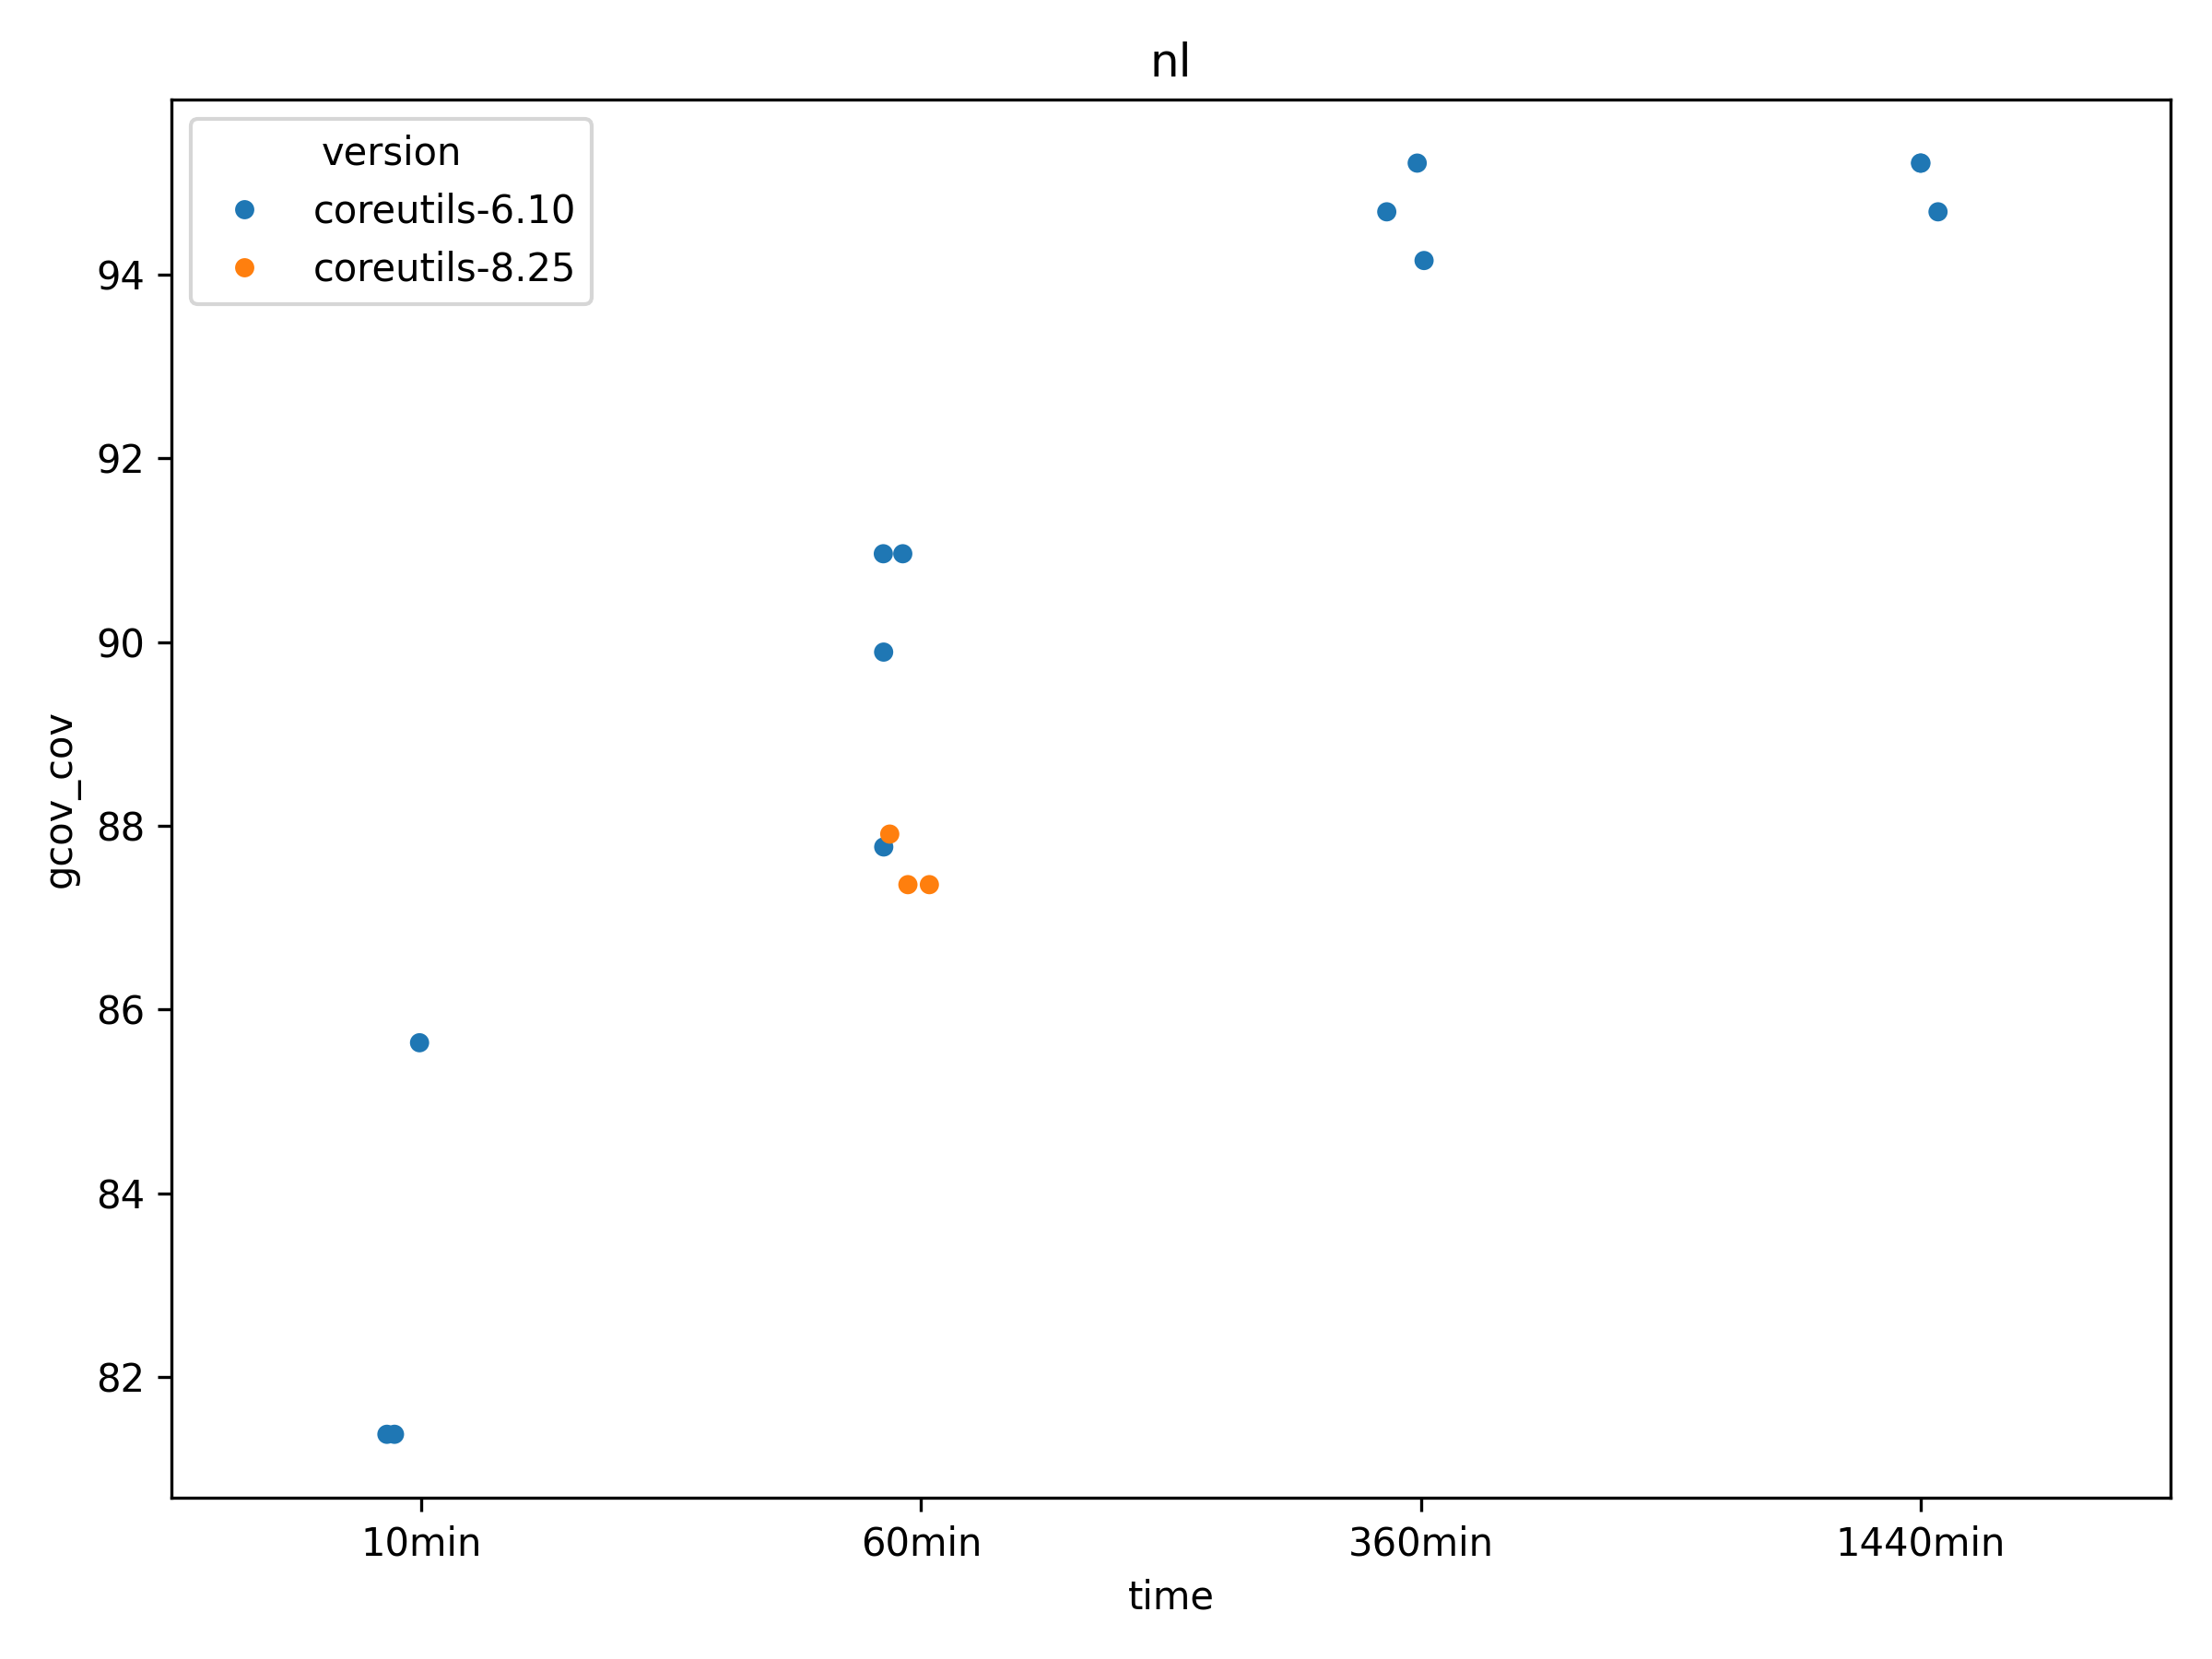 nl
version
coreutils-6.10
coreutils-8.25
gcov_cov
94
92
90
88
86
84
82
10min 60min 360min 1440min
time